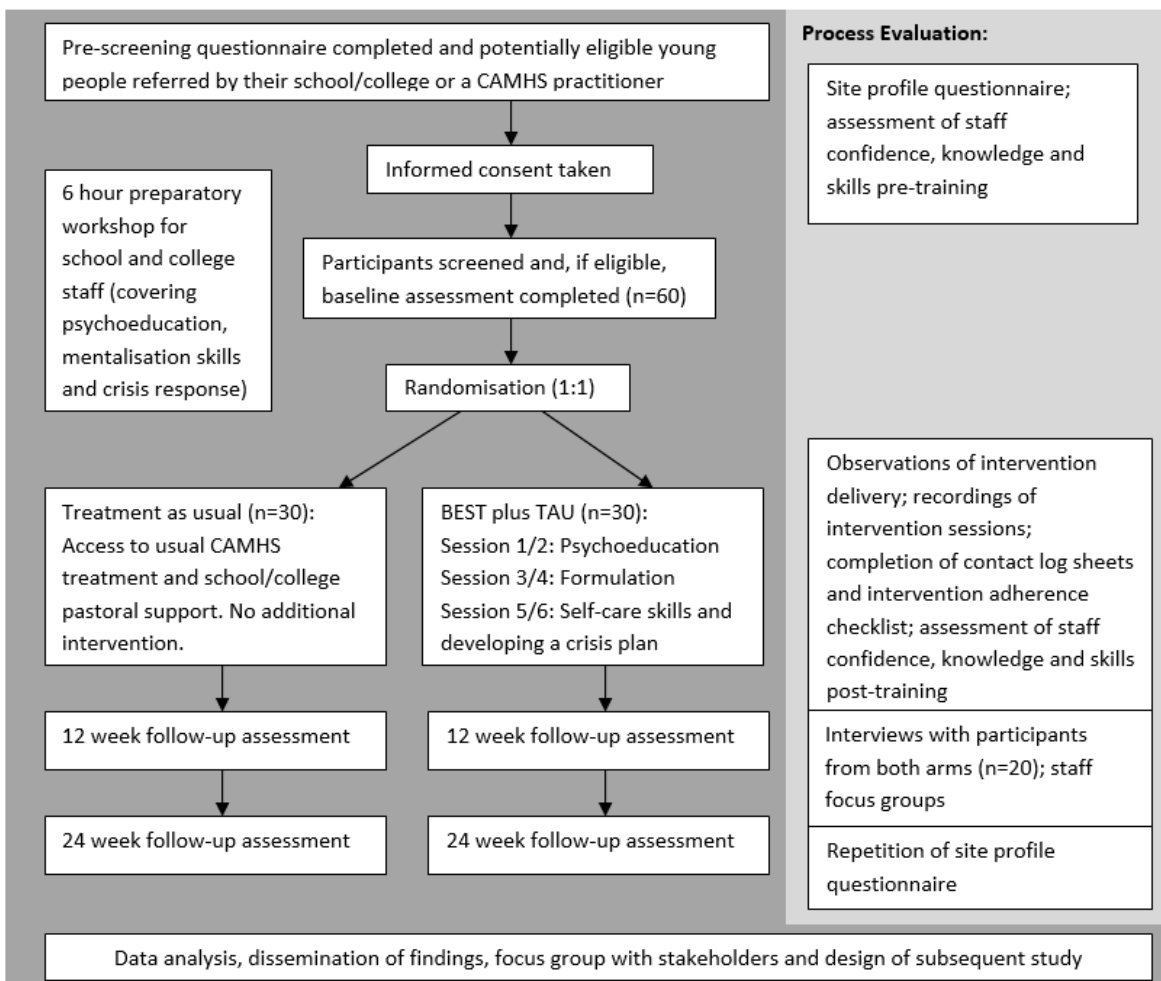 Pre-screening questionnaire completed and potentially eligible young
people referred by their school/college or a CAMHS practitioner
Informed consent taken
6 hour preparatory
workshop for
school and college
staff (covering
psychoeducation,
mentalisation skills
and crisis response)
Participants screened and, if eligible,
baseline assessment completed (n=60)
Randomisation (1:1)
Treatment as usual (n=30):
Access to usual CAMHS
treatment and school/college
pastoral support. No additional
intervention.
BEST plus TAU (n=30):
Session 1/2: Psychoeducation
Session 3/4: Formulation
Session 5/6: Self-care skills and
developing a crisis plan
12 week follow-up assessment
12 week follow-up assessment
24 week follow-up assessment
24 week follow-up assessment
Process Evaluation:
Site profile questionnaire;
assessment of staff
confidence, knowledge and
skills pre-training
Observations of intervention
delivery; recordings of
intervention sessions;
completion of contact log sheets
and intervention adherence
checklist; assessment of staff
confidence, knowledge and skills
post-training
Interviews with participants
from both arms (n=20); staff
focus groups
Repetition of site profile
questionnaire
Data analysis, dissemination of findings, focus group with stakeholders and design of subsequent study